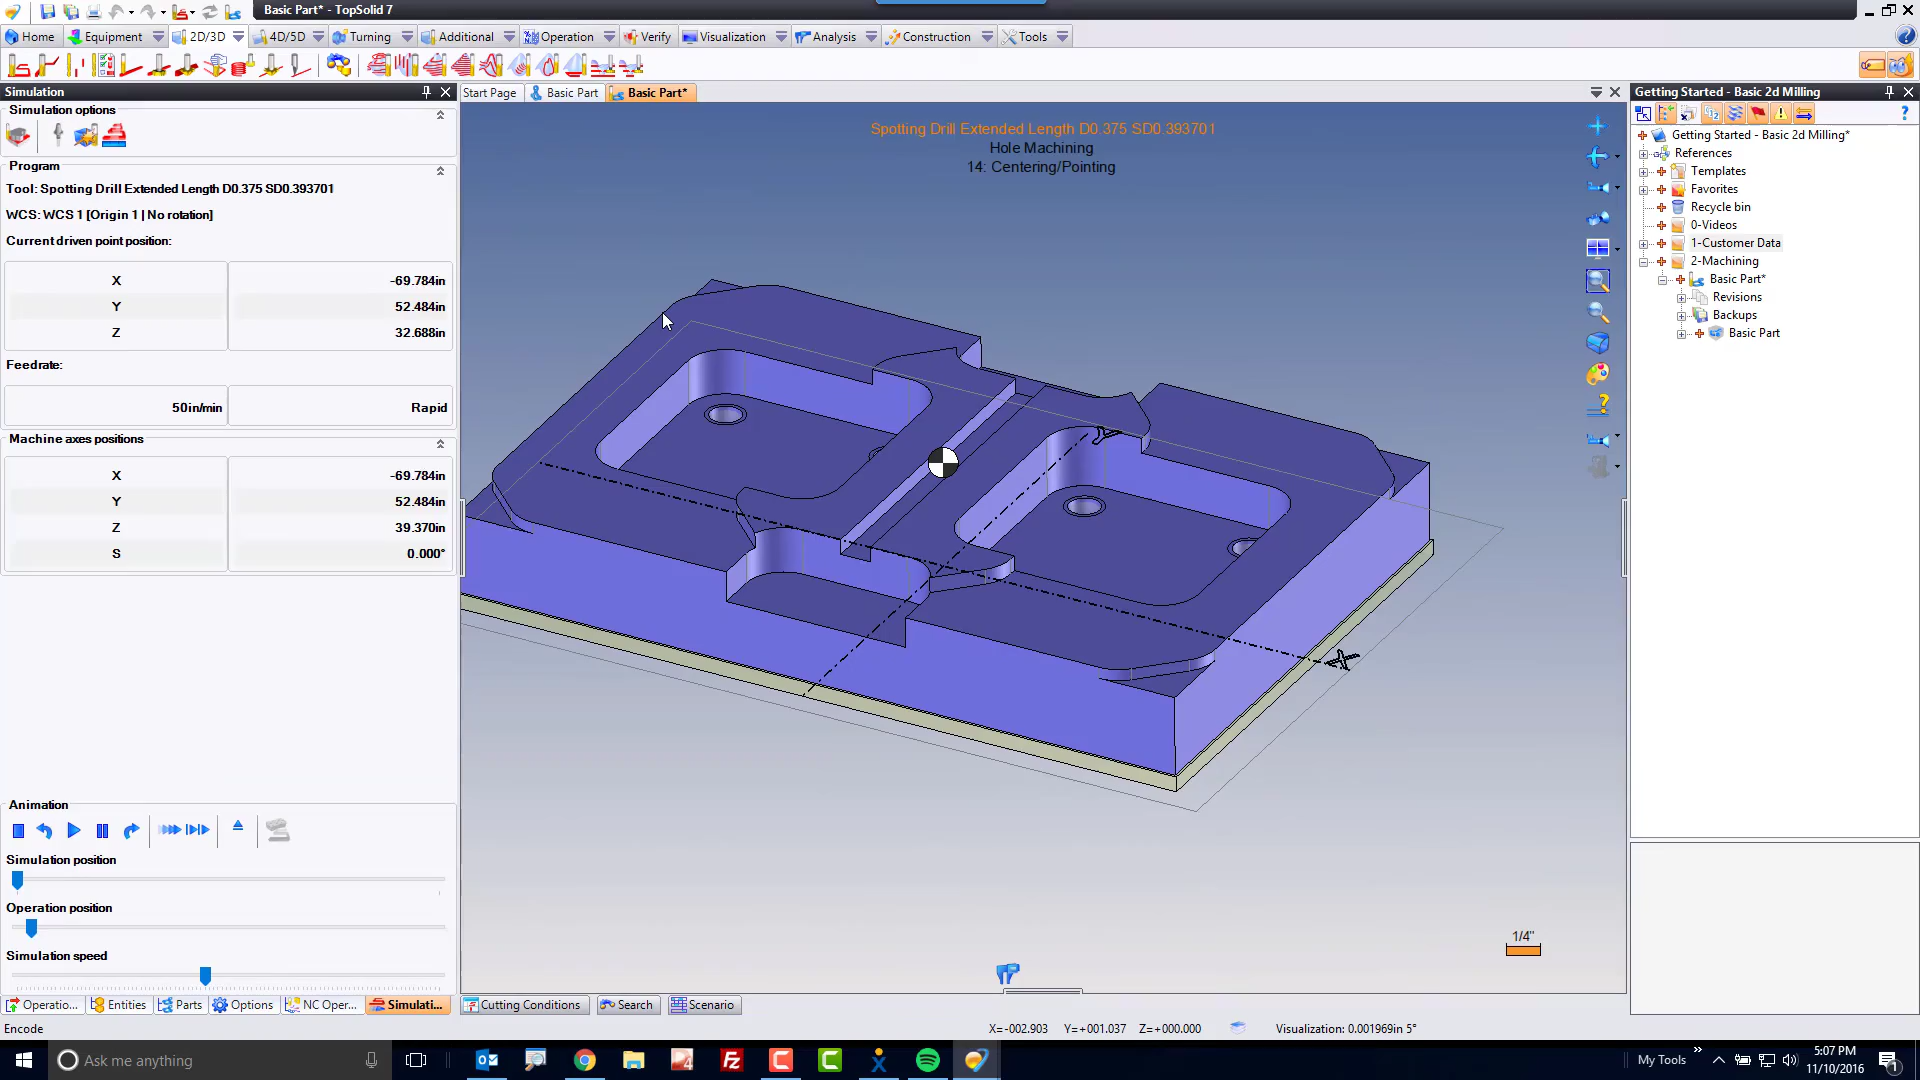 Basic Part* - TopSolid 7
Home Equipment 2D/3D 4D/5D Turning Additional Operation Verify Visualization Analysis Construction Tools
Simulation
Start Page Basic Part Basic Part*
Getting Started - Basic 2d Milling
Simulation options
Program
Tool: Spotting Drill Extended Length D0.375 SD0.393701
WCS: WCS 1 [Origin 1 | No rotation]
Current driven point position:
X -69.784in
Y 52.484in
Z 32.688in
Feedrate:
50in/min Rapid
Machine axes positions
X -69.784in
Y 52.484in
Z 39.370in
S 0.000°
Animation
Simulation position
Operation position
Simulation speed
Operatio... Entities Parts Options NC Oper... Simulati...
Spotting Drill Extended Length D0.375 SD0.393701
Hole Machining
14: Centering/Pointing
Y
X
1/4"
Cutting Conditions Search Scenario
Getting Started - Basic 2d Milling*
References
Templates
Favorites
Recycle bin
0-Videos
1-Customer Data
2-Machining
Basic Part*
Revisions
Backups
Basic Part
Encode
X=-002.903 Y=+001.037 Z=+000.000 Visualization: 0.001969in 5°
Ask me anything
My Tools
5:07 PM
11/10/2016